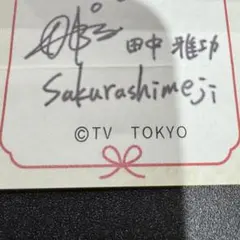 田中 雅功
Sakurashimeji
©TV TOKYO